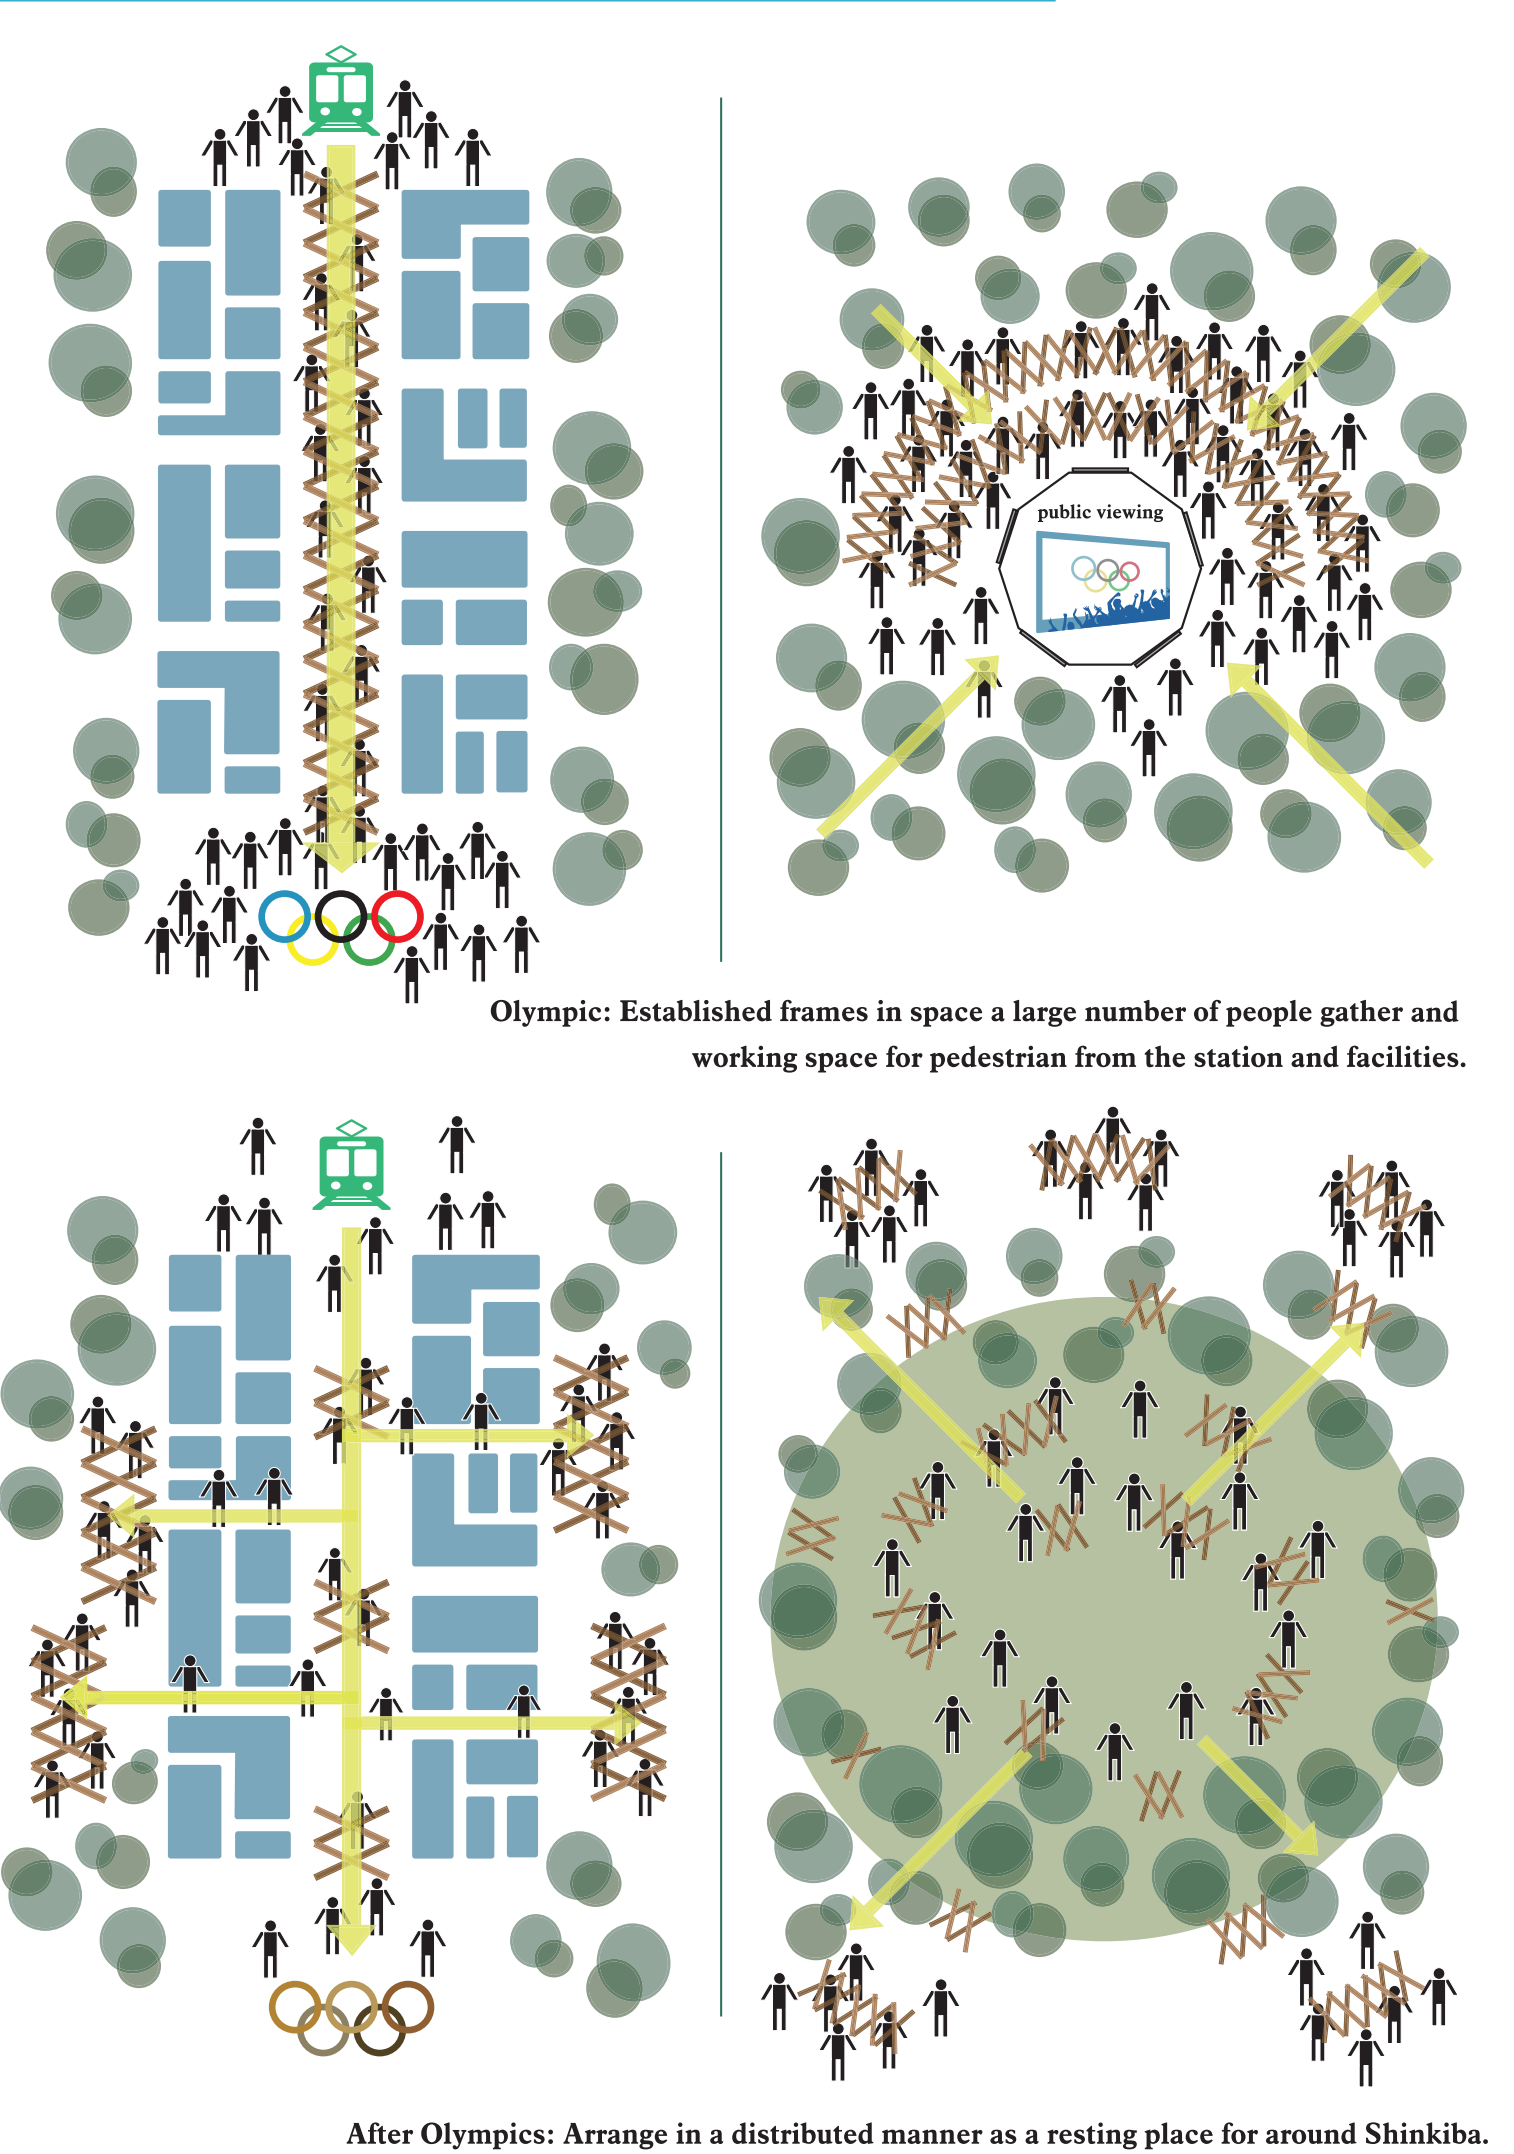 public viewing
Olympic: Established frames in space a large number of people gather and
working space for pedestrian from the station and facilities.
After Olympics: Arrange in a distributed manner as a resting place for around Shinkiba.